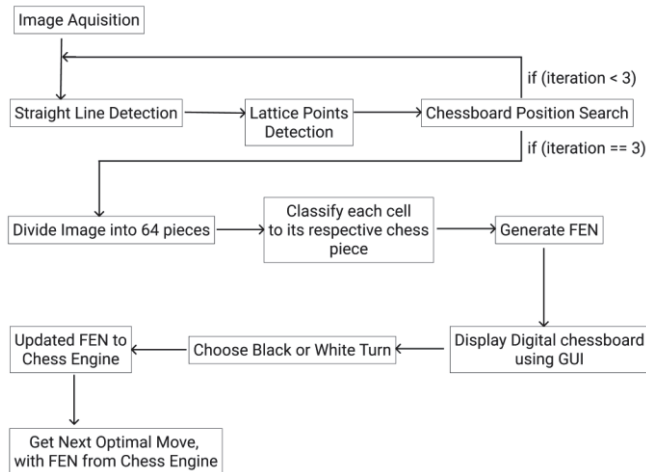 Image Aquisition
if (iteration < 3)
Straight Line Detection
Lattice Points
Detection
Chessboard Position Search
if (iteration == 3)
Divide Image into 64 pieces
Classify each cell
to its respective chess
piece
Generate FEN
Display Digital chessboard
using GUI
Choose Black or White Turn
Updated FEN to
Chess Engine
Get Next Optimal Move,
with FEN from Chess Engine